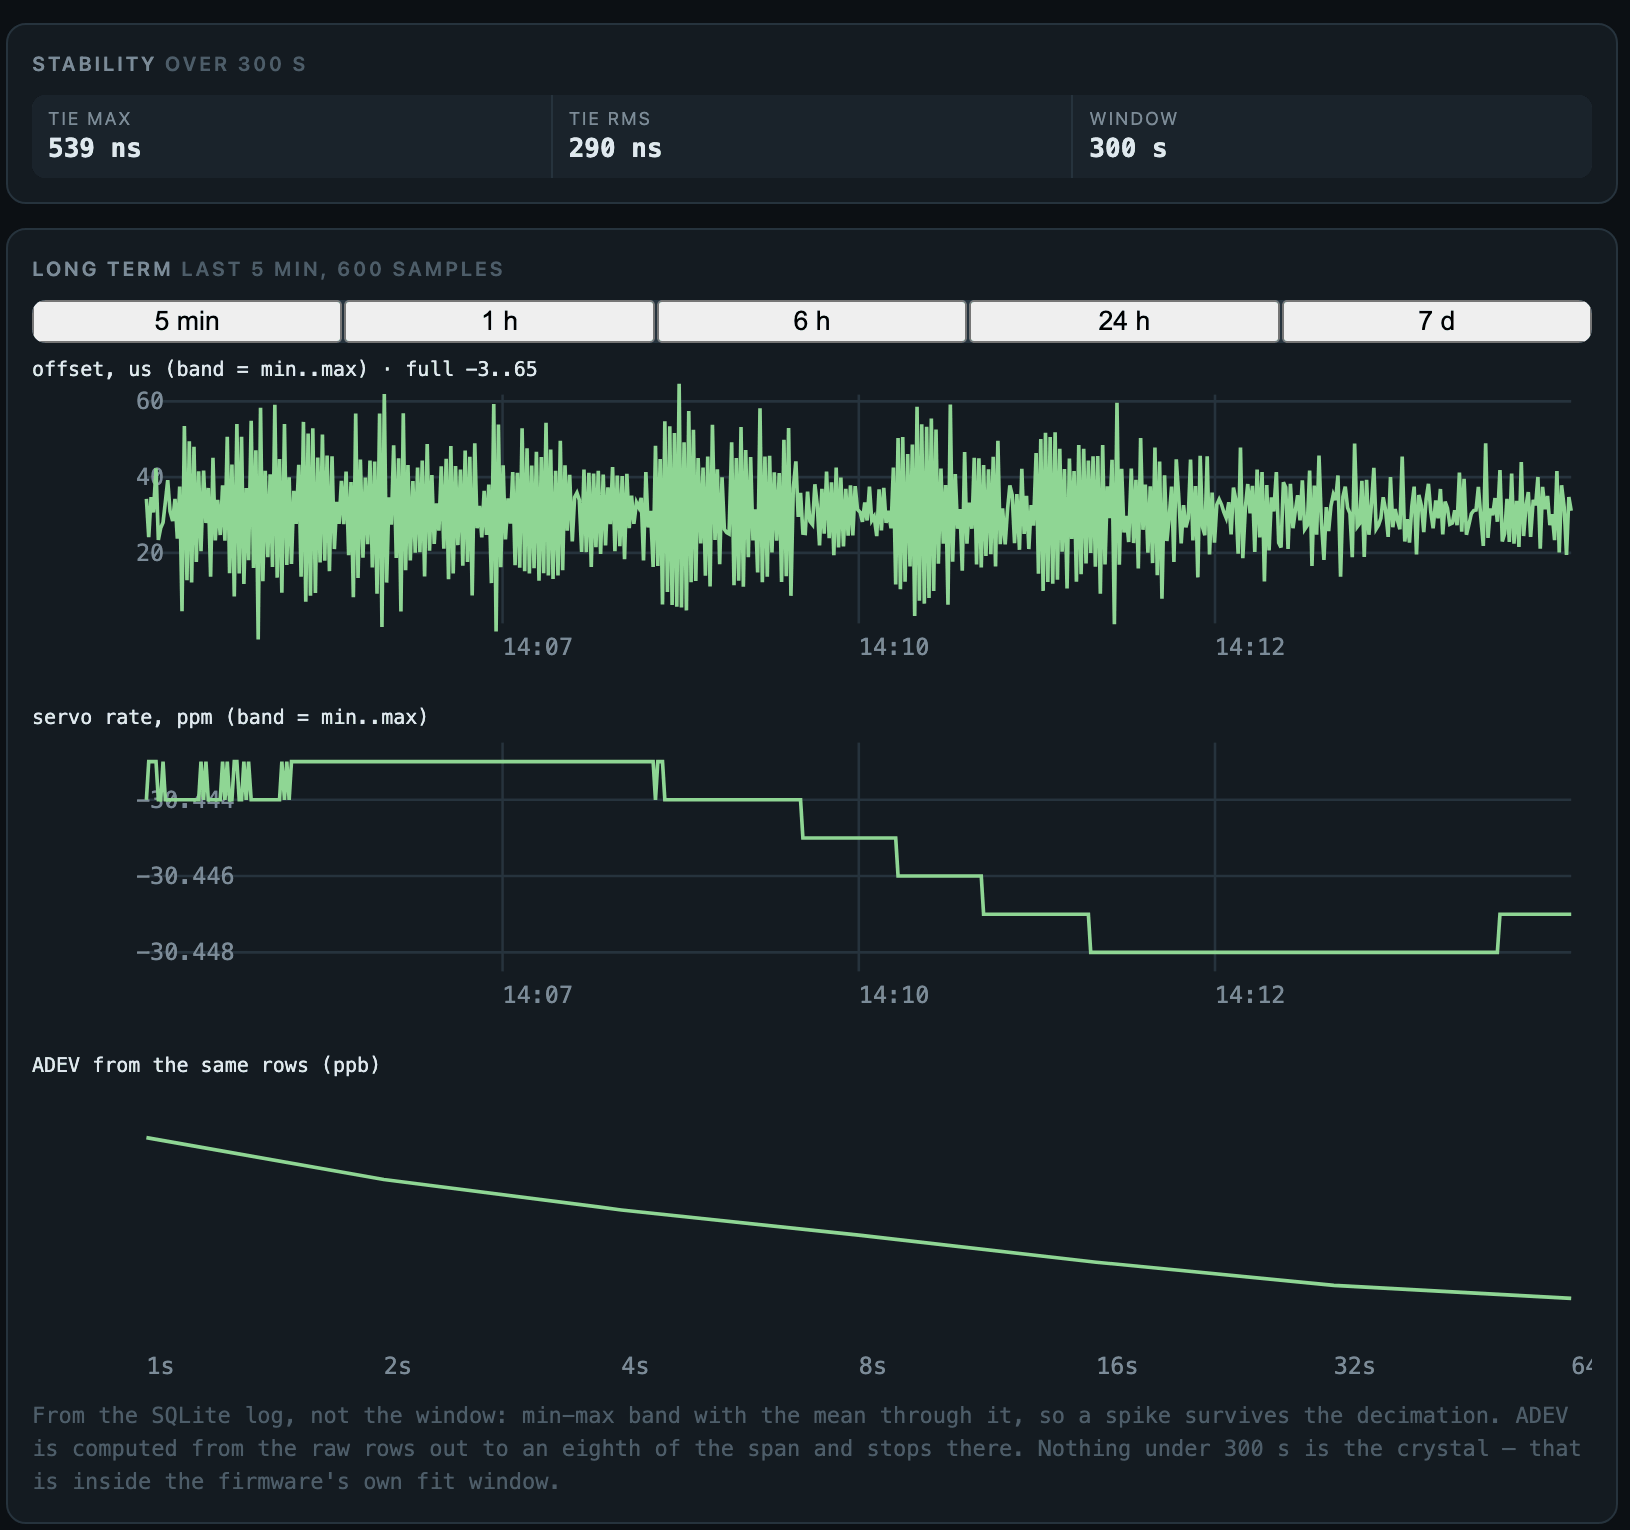 STABILITY OVER 300 S
TIE MAX
539 ns
TIE RMS
290 ns
WINDOW
300 s
LONG TERM LAST 5 MIN, 600 SAMPLES
5 min
1 h
6 h
24 h
7 d
offset, us (band = min..max) · full −3..65
60
40
20
14:07
14:10
14:12
servo rate, ppm (band = min..max)
−30.444
−30.446
−30.448
14:07
14:10
14:12
ADEV from the same rows (ppb)
1s
2s
4s
8s
16s
32s
64
From the SQLite log, not the window: min-max band with the mean through it, so a spike survives the decimation. ADEV
is computed from the raw rows out to an eighth of the span and stops there. Nothing under 300 s is the crystal — that
is inside the firmware's own fit window.